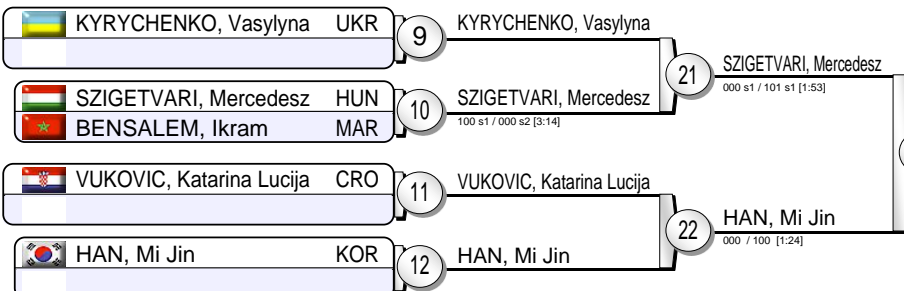 KYRYCHENKO, Vasylyna UKR
9
KYRYCHENKO, Vasylyna
21
SZIGETVARI, Mercedesz
000 s1 / 101 s1 [1:53]
SZIGETVARI, Mercedesz HUN
BENSALEM, Ikram MAR
10
SZIGETVARI, Mercedesz
100 s1 / 000 s2 [3:14]
VUKOVIC, Katarina Lucija CRO
11
VUKOVIC, Katarina Lucija
22
HAN, Mi Jin
000 / 100 [1:24]
HAN, Mi Jin KOR
12
HAN, Mi Jin